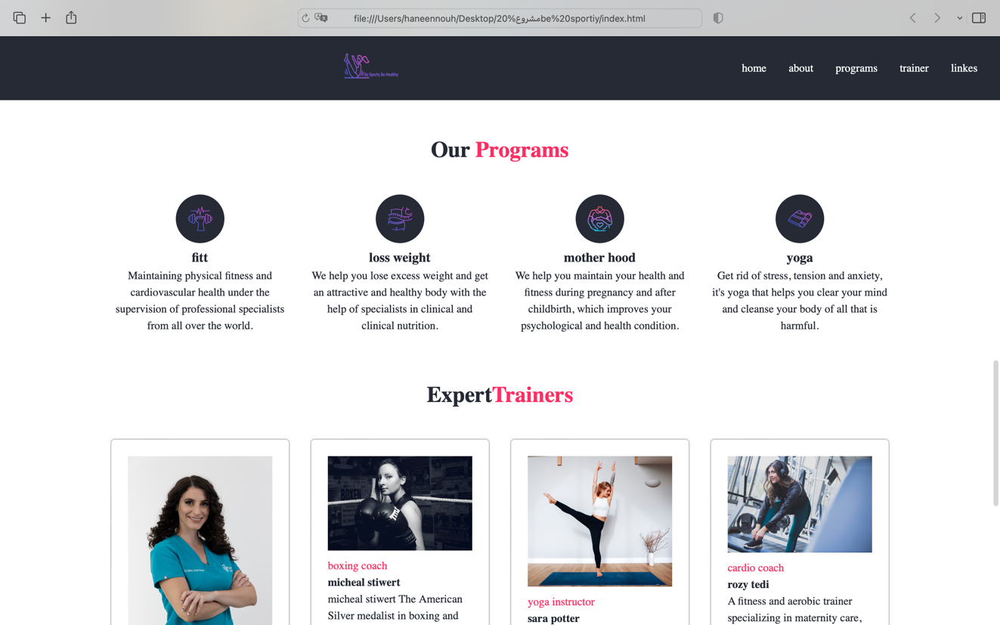 file:///Users/haneennouh/Desktop/20%مشروعbe%20sportiy/index.html
Be Sporty Be Healthy
home about programs trainer linkes
Our Programs
fitt
Maintaining physical fitness and
cardiovascular health under the
supervision of professional specialists
from all over the world.
loss weight
We help you lose excess weight and get
an attractive and healthy body with the
help of specialists in clinical and
clinical nutrition.
mother hood
We help you maintain your health and
fitness during pregnancy and after
childbirth, which improves your
psychological and health condition.
yoga
Get rid of stress, tension and anxiety,
it's yoga that helps you clear your mind
and cleanse your body of all that is
harmful.
ExpertTrainers
BOXEN
boxing coach
micheal stiwert
micheal stiwert The American
Silver medalist in boxing and
yoga instructor
sara potter
cardio coach
rozy tedi
A fitness and aerobic trainer
specializing in maternity care,